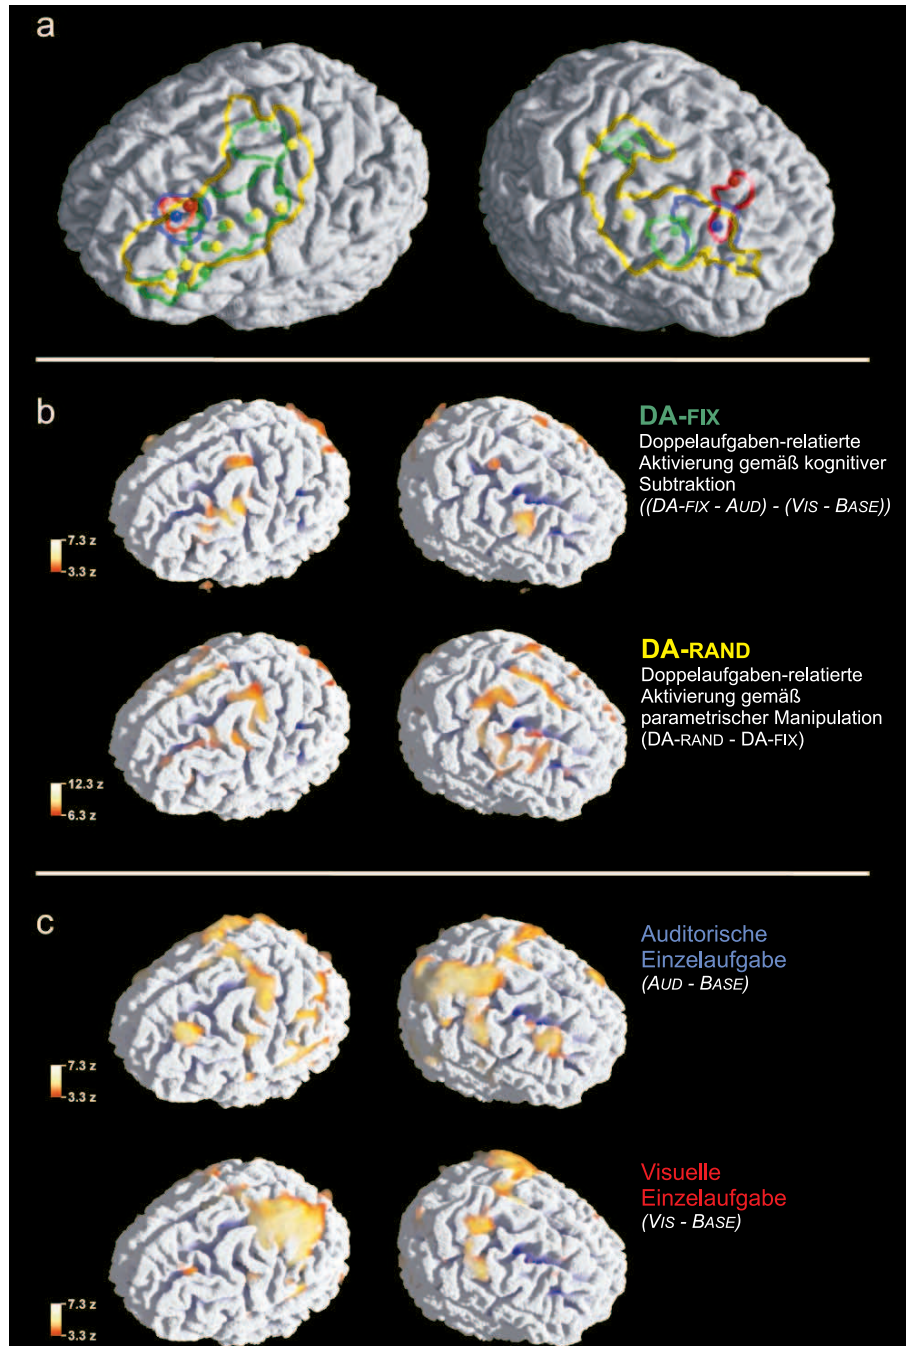 a
b
DA-FIX
Doppelaufgaben-relatierte
Aktivierung gemäß kognitiver
Subtraktion
((DA-FIX - AUD) - (VIS - BASE))
7.3 z
3.3 z
DA-RAND
Doppelaufgaben-relatierte
Aktivierung gemäß
parametrischer Manipulation
(DA-RAND - DA-FIX)
12.3 z
6.3 z
c
Auditorische
Einzelaufgabe
(AUD - BASE)
7.3 z
3.3 z
Visuelle
Einzelaufgabe
(VIS - BASE)
7.3 z
3.3 z